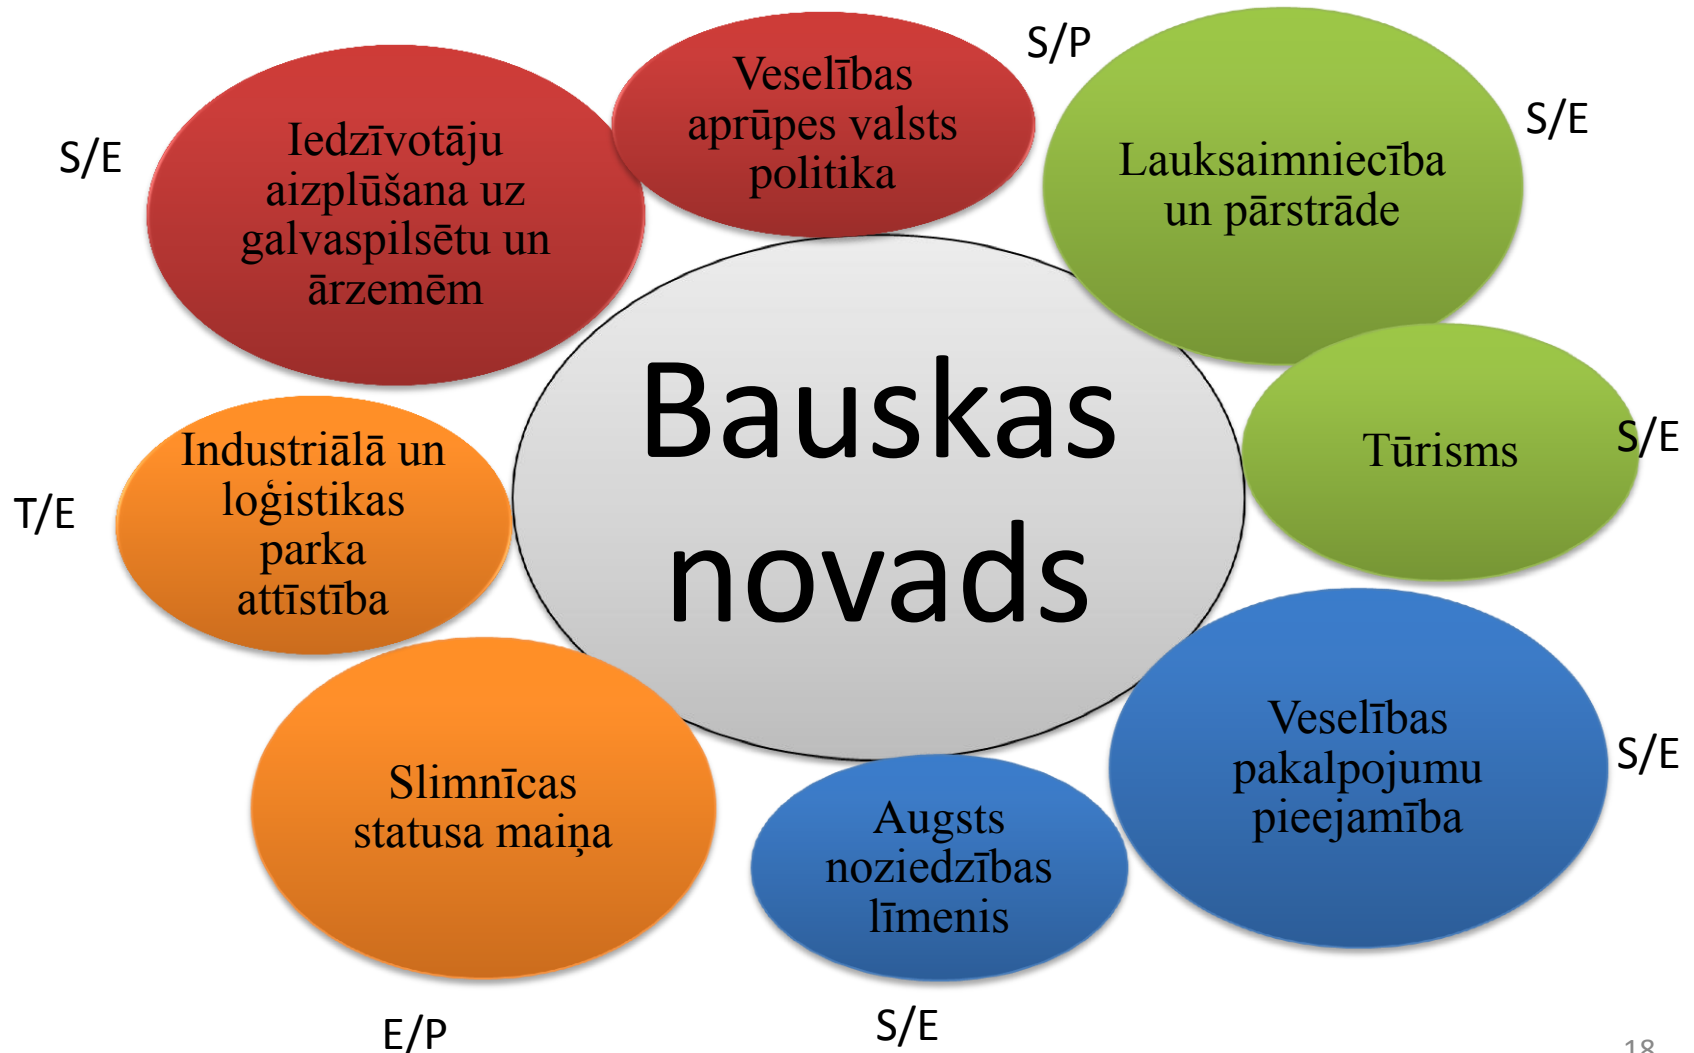 S/P
Veselības
aprūpes valsts
politika
S/E
Iedzīvotāju
aizplūšana uz
galvaspilsētu un
ārzemēm
S/E
Lauksaimniecība
un pārstrāde
Bauskas
novads
Tūrisms
S/E
T/E
Industriālā un
loģistikas
parka
attīstība
Slimnīcas
statusa maiņa
E/P
Augsts
noziedzības
līmenis
S/E
Veselības
pakalpojumu
pieejamība
S/E
18